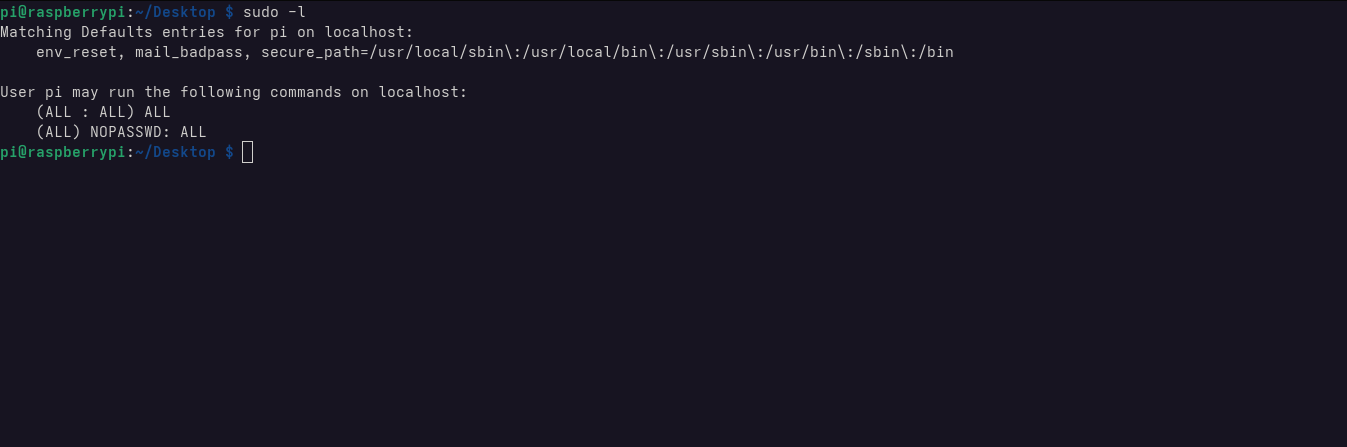 pi@raspberrypi:~/Desktop $ sudo -l
Matching Defaults entries for pi on localhost:
    env_reset, mail_badpass, secure_path=/usr/local/sbin\:/usr/local/bin\:/usr/sbin\:/usr/bin\:/sbin\:/bin

User pi may run the following commands on localhost:
    (ALL : ALL) ALL
    (ALL) NOPASSWD: ALL
pi@raspberrypi:~/Desktop $